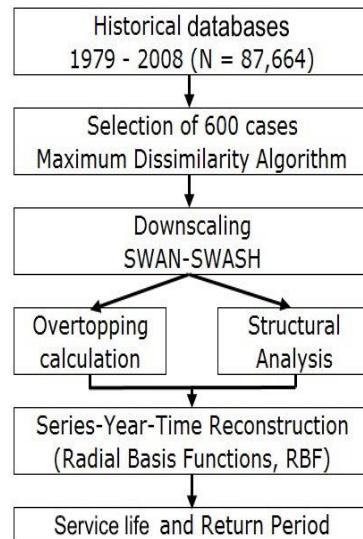 Historical databases
1979 - 2008 (N = 87,664)
Selection of 600 cases
Maximum Dissimilarity Algorithm
Downscaling
SWAN-SWASH
Overtopping
calculation
Structural
Analysis
Series-Year-Time Reconstruction
(Radial Basis Functions, RBF)
Service life and Return Period